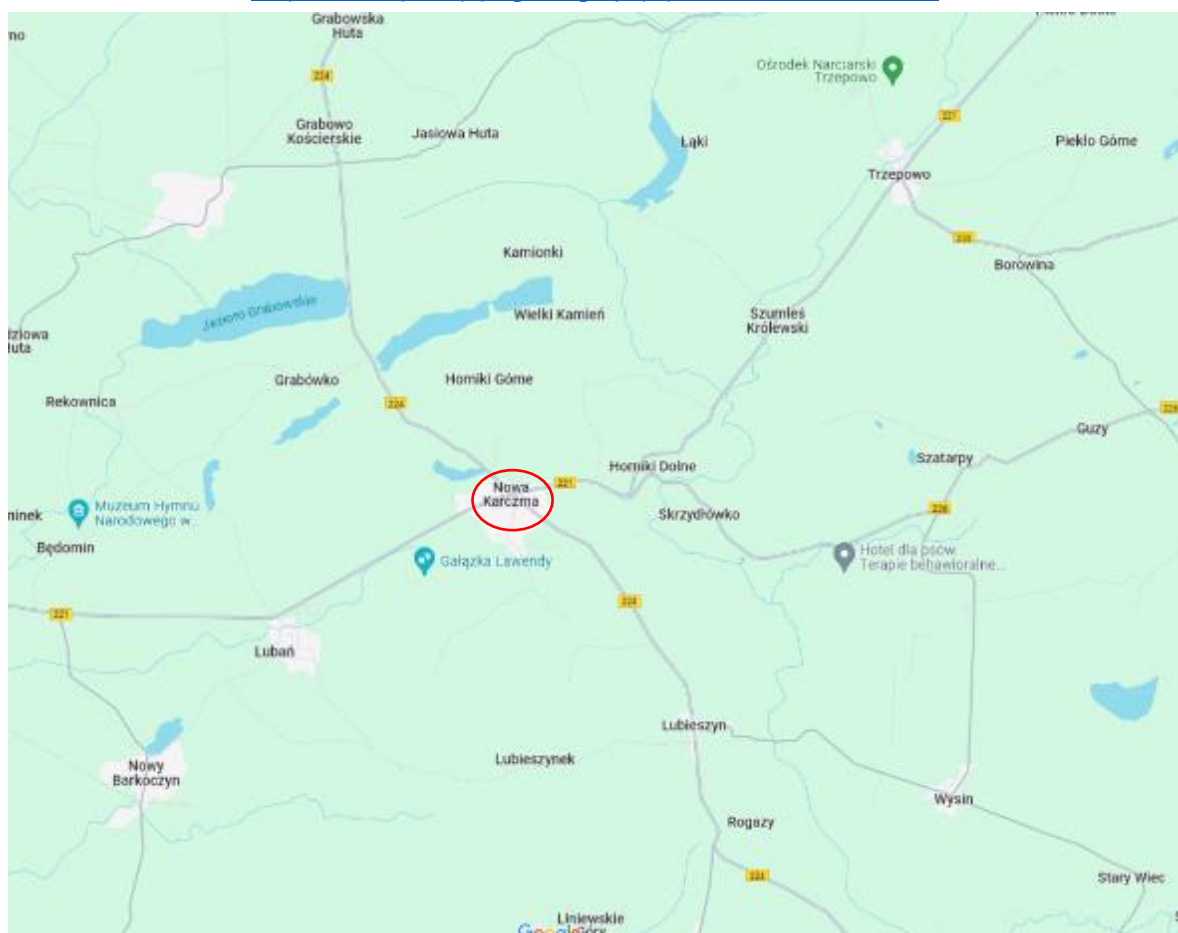 Grabowska
Huta
Ośrodek Narciarski
Trzepowo
224
Grabowo
Kościerskie
Jasiowa Huta
Łąki
221
Piekło Górne
Trzepowo
Kamionki
Borowina
Jezioro Grabowskie
Wielki Kamień
Szumleś
Królewski
Grabówko
Horniki Górne
Rekownica
224
Guzy
Horniki Dolne
Szatarpy
Nowa
Karczma
221
Muzeum Hymnu
Narodowego w...
Skrzydłówko
226
Będomin
Gałązka Lawendy
Hotel dla psów.
Terapie behawioralne...
224
221
Lubań
Lubieszyn
Lubieszynek
Nowy
Barkoczyn
Wysin
Rogazy
224
Stary Wiec
Liniewskie
Góry
Google